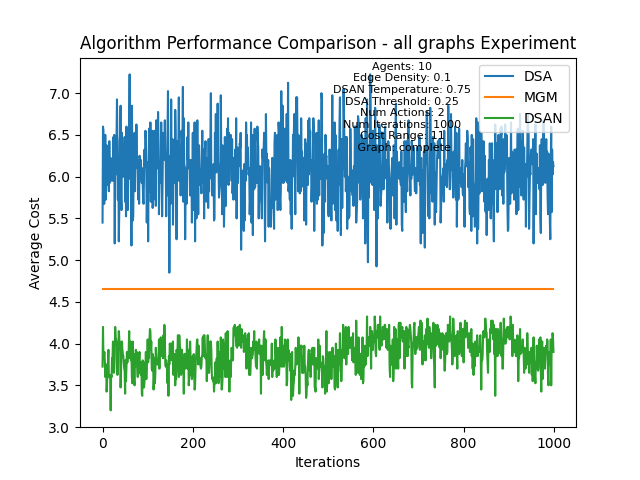 Algorithm Performance Comparison - all graphs Experiment
Agents: 10
Edge Density: 0.1
DSAN Temperature: 0.75
DSA Threshold: 0.25
Num Actions: 2
Num Iterations: 1000
Cost Range: 11
Graph: complete
DSA
MGM
DSAN
Average Cost
7.0
6.5
6.0
5.5
5.0
4.5
4.0
3.5
3.0
0 200 400 600 800 1000
Iterations